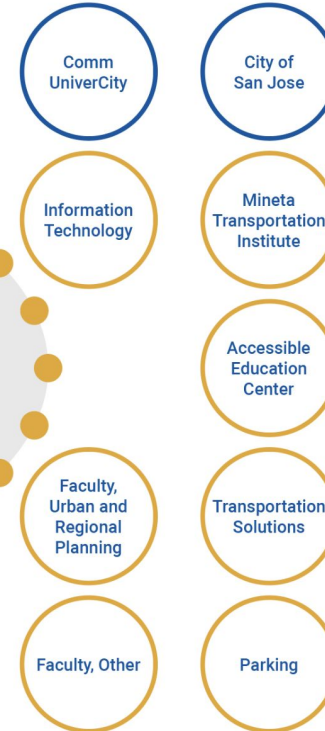 Comm
UniverCity
City of
San Jose
Information
Technology
Mineta
Transportation
Institute
Accessible
Education
Center
Faculty,
Urban and
Regional
Planning
Transportation
Solutions
Faculty, Other
Parking